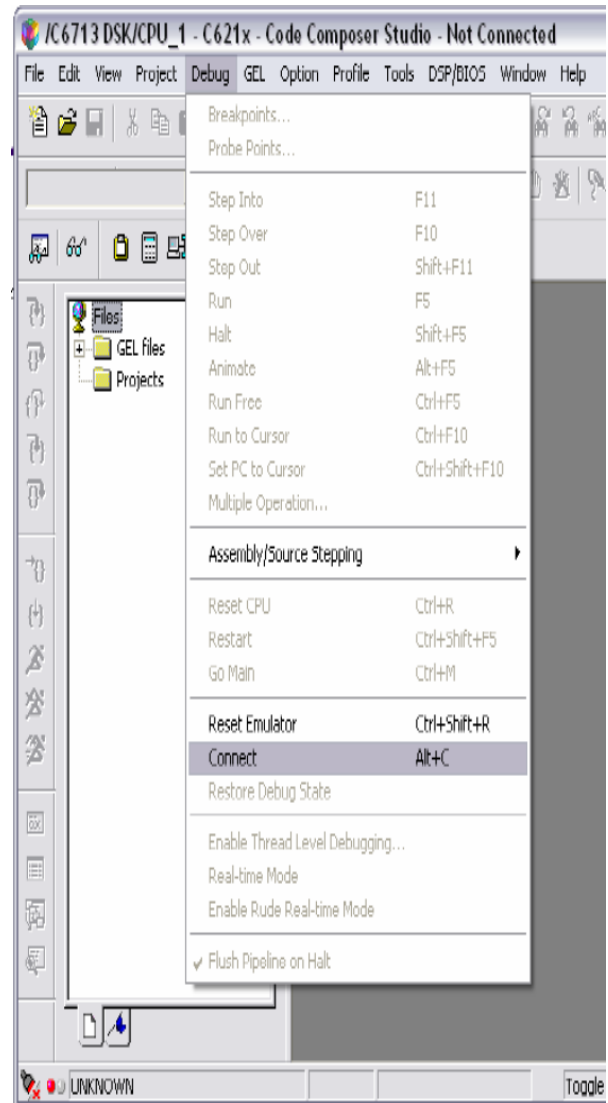 /C6713 DSK/CPU_1 - C621x - Code Composer Studio - Not Connected
File Edit View Project Debug GEL Option Profile Tools DSP/BIOS Window Help
Breakpoints...
Probe Points...
Step Into F11
Step Over F10
Step Out Shift+F11
Run F5
Halt Shift+F5
Animate Alt+F5
Run Free Ctrl+F5
Run to Cursor Ctrl+F10
Set PC to Cursor Ctrl+Shift+F10
Multiple Operation...
Assembly/Source Stepping
Reset CPU Ctrl+R
Restart Ctrl+Shift+F5
Go Main Ctrl+M
Reset Emulator Ctrl+Shift+R
Connect Alt+C
Restore Debug State
Enable Thread Level Debugging...
Real-time Mode
Enable Rude Real-time Mode
Flush Pipeline on Halt
Files
GEL files
Projects
UNKNOWN
Toggle